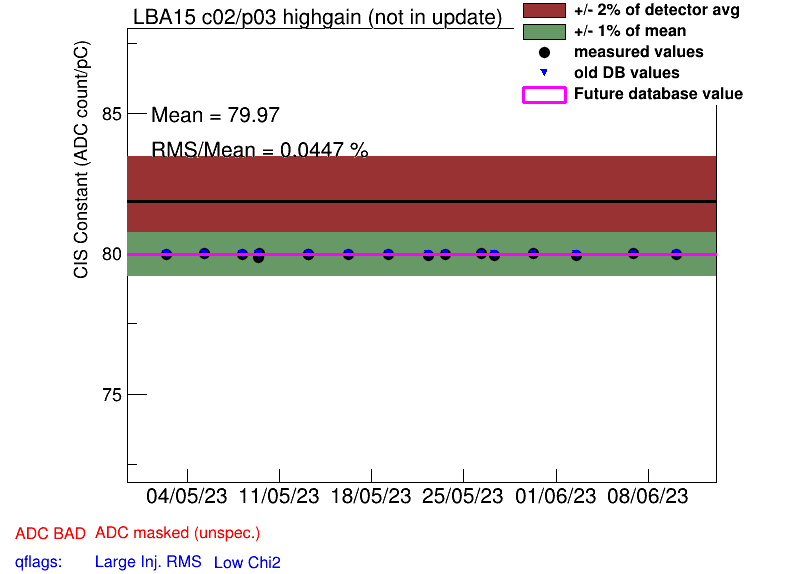 LBA15 c02/p03 highgain (not in update)
+/- 2% of detector avg
+/- 1% of mean
measured values
old DB values
Future database value
CIS Constant (ADC count/pC)
Mean = 79.97
RMS/Mean = 0.0447 %
85
80
75
04/05/23 11/05/23 18/05/23 25/05/23 01/06/23 08/06/23
ADC BAD ADC masked (unspec.)
qflags: Large Inj. RMS Low Chi2